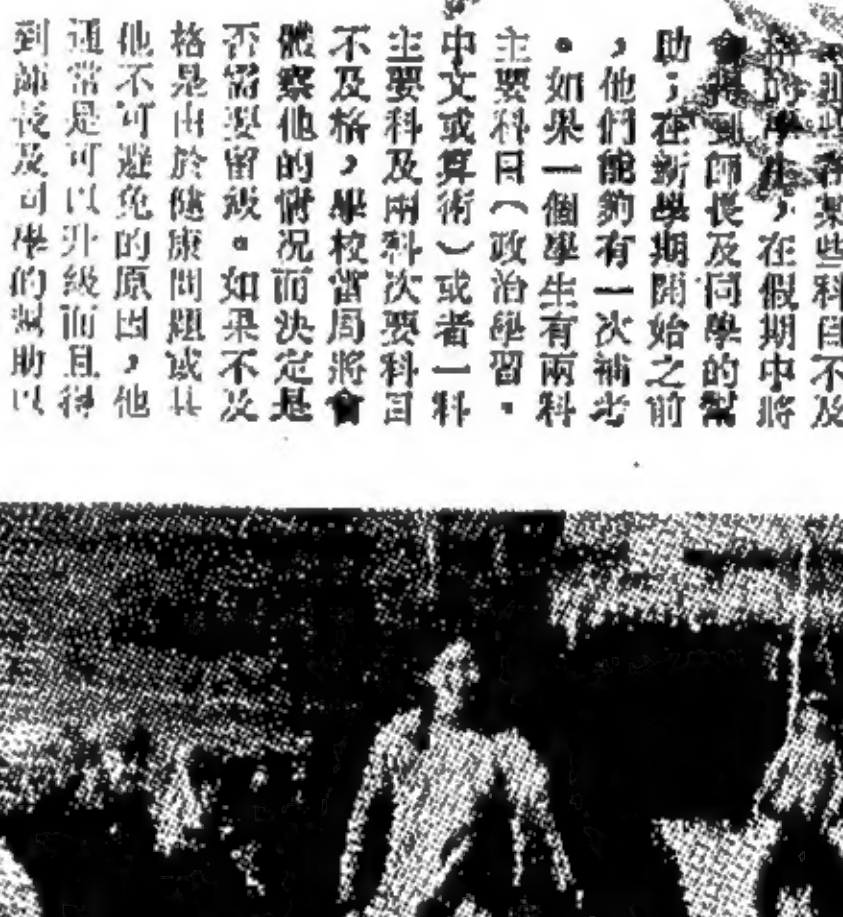 些在某些科目不及
格的學生,在假期中將
會得到師長及同學的幫
助;在新學期開始之前
,他們能夠有一次補考
。如果一個學生有兩科
主要科目(政治學習.
中文或算術)或者一科
主要科及兩科次要科目
不及格,學校當局將會
體察他的情況而決定是
否需要留級。如果不及
格是由於健康問題或其
他不可避免的原因,他
通常是可以升級而且得
到師長及同學的幫助以